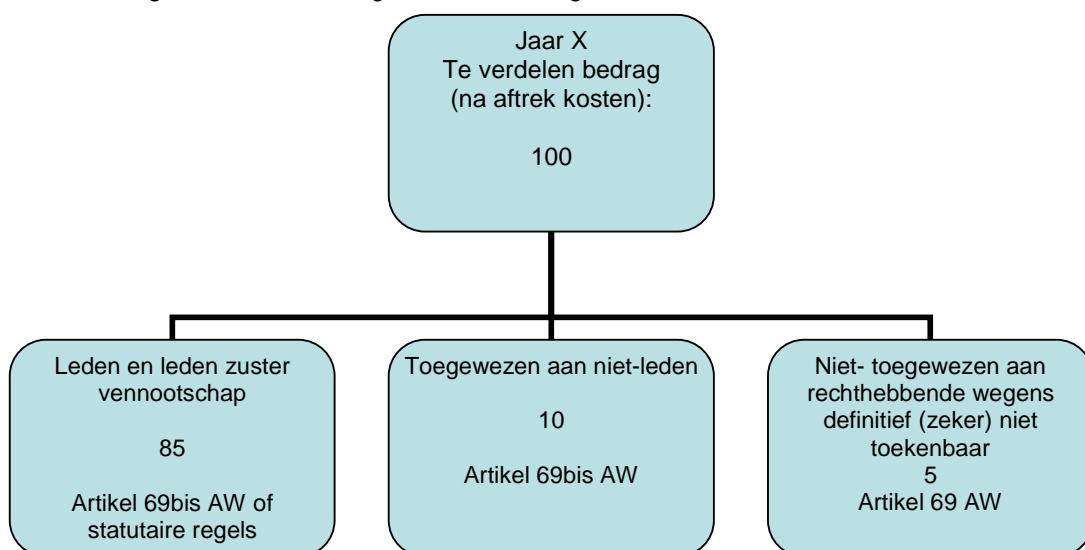 Jaar X
Te verdelen bedrag
(na aftrek kosten):
100
Leden en leden zuster
vennootschap
85
Artikel 69bis AW of
statutaire regels
Toegewezen aan niet-leden
10
Artikel 69bis AW
Niet- toegewezen aan
rechthebbende wegens
definitief (zeker) niet
toekenbaar
5
Artikel 69 AW